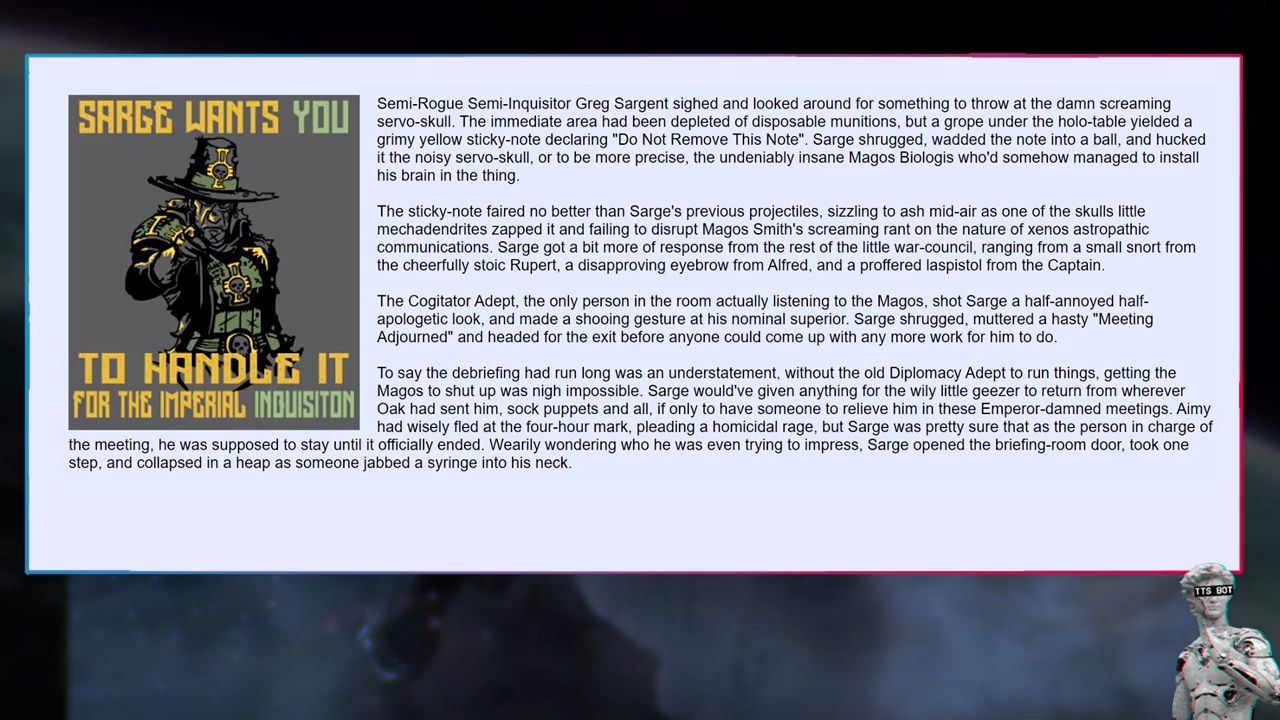 SARGE WANTS YOU
TO HANDLE IT
FOR THE IMPERIAL INQUISITON
Semi-Rogue Semi-Inquisitor Greg Sargent sighed and looked around for something to throw at the damn screaming
servo-skull. The immediate area had been depleted of disposable munitions, but a grope under the holo-table yielded a
grimy yellow sticky-note declaring "Do Not Remove This Note". Sarge shrugged, wadded the note into a ball, and hucked
it the noisy servo-skull, or to be more precise, the undeniably insane Magos Biologis who'd somehow managed to install
his brain in the thing.
The sticky-note faired no better than Sarge's previous projectiles, sizzling to ash mid-air as one of the skulls little
mechadendrites zapped it and failing to disrupt Magos Smith's screaming rant on the nature of xenos astropathic
communications. Sarge got a bit more of response from the rest of the little war-council, ranging from a small snort from
the cheerfully stoic Rupert, a disapproving eyebrow from Alfred, and a proffered laspistol from the Captain.
The Cogitator Adept, the only person in the room actually listening to the Magos, shot Sarge a half-annoyed half-
apologetic look, and made a shooing gesture at his nominal superior. Sarge shrugged, muttered a hasty "Meeting
Adjourned" and headed for the exit before anyone could come up with any more work for him to do.
To say the debriefing had run long was an understatement, without the old Diplomacy Adept to run things, getting the
Magos to shut up was nigh impossible. Sarge would've given anything for the wily little geezer to return from wherever
Oak had sent him, sock puppets and all, if only to have someone to relieve him in these Emperor-damned meetings. Aimy
had wisely fled at the four-hour mark, pleading a homicidal rage, but Sarge was pretty sure that as the person in charge of
the meeting, he was supposed to stay until it officially ended. Wearily wondering who he was even trying to impress, Sarge opened the briefing-room door, took one
step, and collapsed in a heap as someone jabbed a syringe into his neck.
TTS BOT